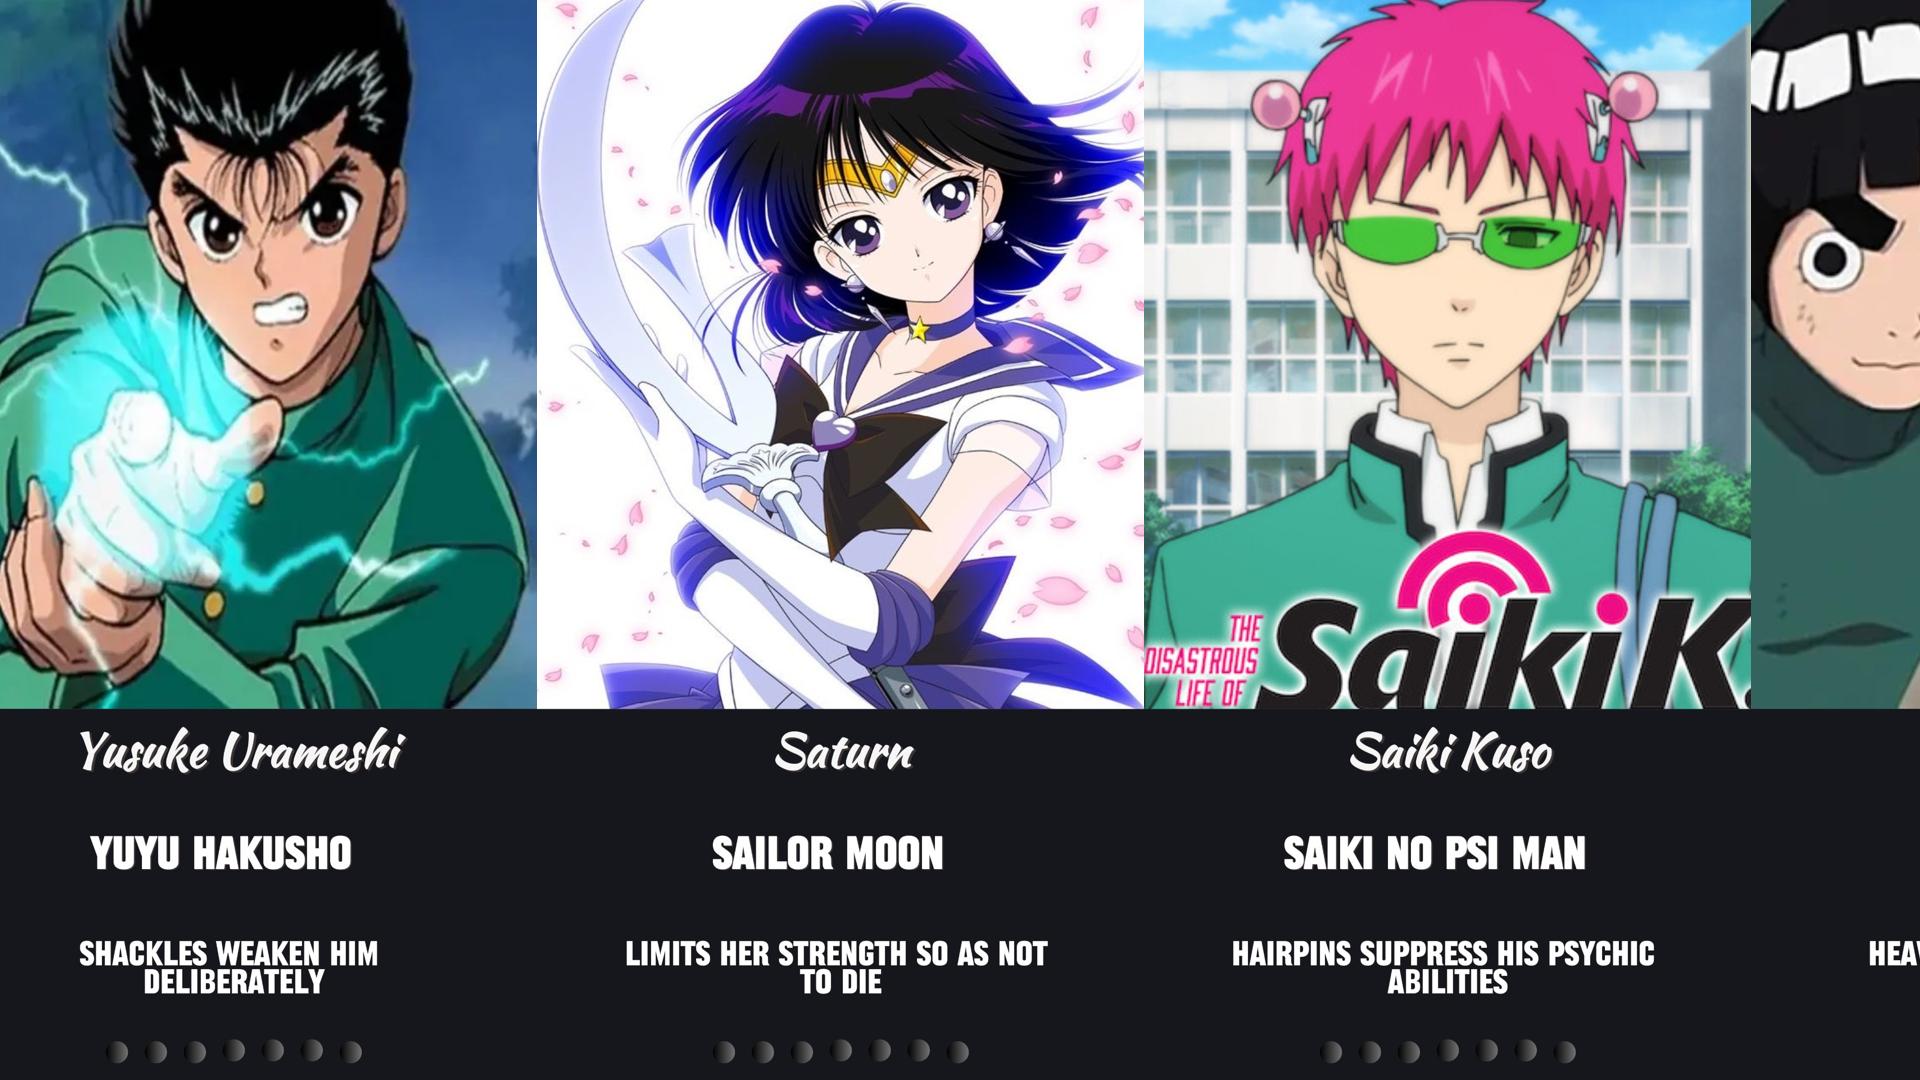 THE
DISASTROUS
LIFE OF
Saiki K.
Yusuke Urameshi
YUYU HAKUSHO
SHACKLES WEAKEN HIM
DELIBERATELY
Saturn
SAILOR MOON
LIMITS HER STRENGTH SO AS NOT
TO DIE
Saiki Kuso
SAIKI NO PSI MAN
HAIRPINS SUPPRESS HIS PSYCHIC
ABILITIES